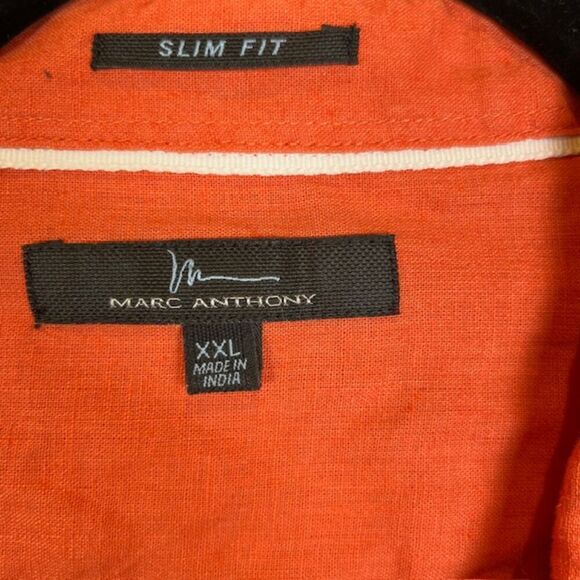 SLIM FIT
MARC ANTHONY
XXL
MADE IN
INDIA